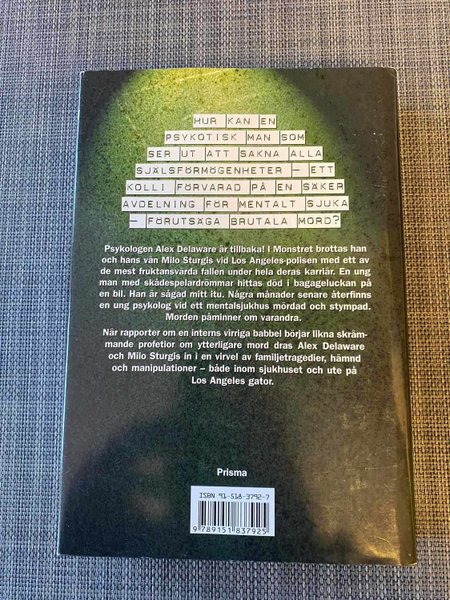 HUR KAN EN
PSYKOTISK MAN SOM
SER UT ATT SAKNA ALLA
SJÄLSFÖRMÖGENHETER – ETT
KOLLI FÖRVARAD PÅ EN SÄKER
AVDELNING FÖR MENTALT SJUKA
– FÖRUTSÄGA BRUTALA MORD?
Psykologen Alex Delaware är tillbaka! I Monstret brottas han
och hans vän Milo Sturgis vid Los Angeles-polisen med ett av
de mest fruktansvärda fallen under hela deras karriär. En ung
man med skådespelardrömmar hittas död i bagageluckan på
en bil. Han är sågad mitt itu. Några månader senare återfinns
en ung psykolog vid ett mentalsjukhus mördad och stympad.
Morden påminner om varandra.
När rapporter om en interns virriga babbel börjar likna skräm-
mande profetior om ytterligare mord dras Alex Delaware
och Milo Sturgis in i en virvel av familjetragedier, hämnd
och manipulationer – både inom sjukhuset och ute på
Los Angeles gator.
Prisma
ISBN 91-518-3792-7
9 789151 837925